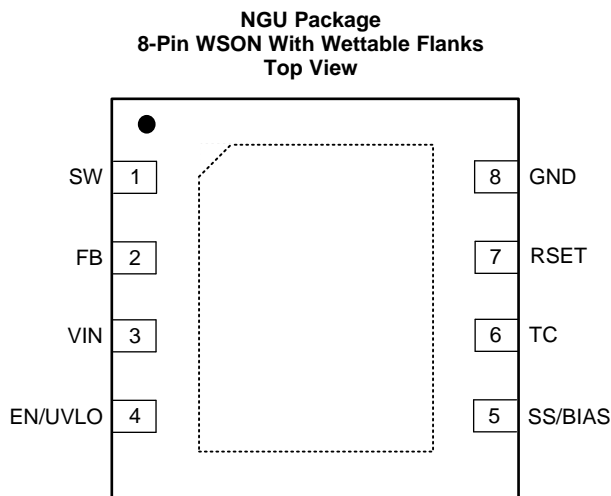 NGU Package
8-Pin WSON With Wettable Flanks
Top View
SW 1
8 GND
FB 2
7 RSET
VIN 3
6 TC
EN/UVLO 4
5 SS/BIAS